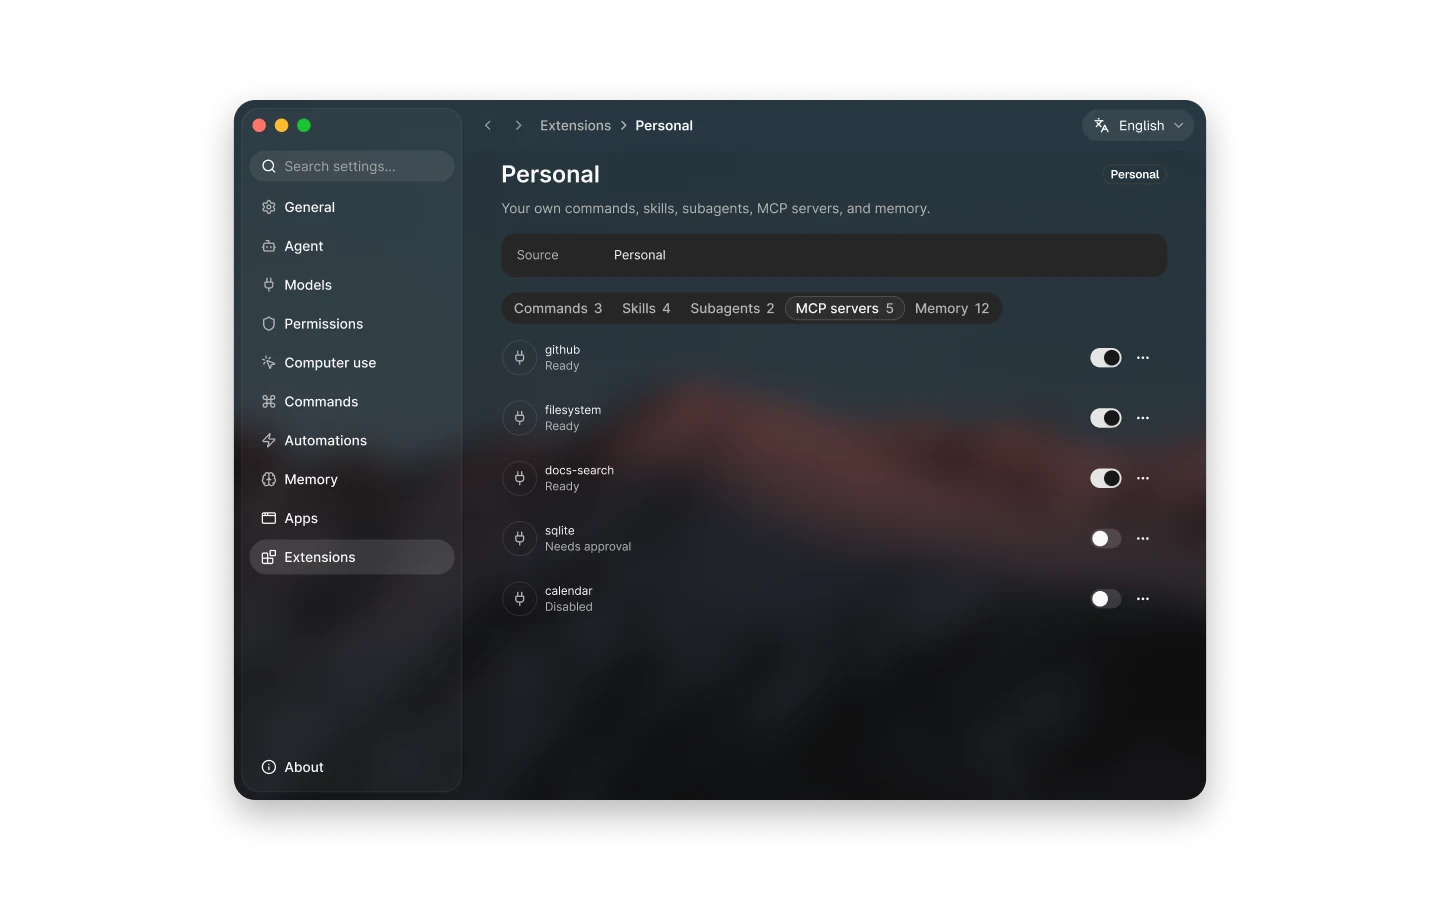 Extensions > Personal
English
Search settings...
General
Agent
Models
Permissions
Computer use
Commands
Automations
Memory
Apps
Extensions
About
Personal
Personal
Your own commands, skills, subagents, MCP servers, and memory.
Source Personal
Commands 3 Skills 4 Subagents 2 MCP servers 5 Memory 12
github
Ready
filesystem
Ready
docs-search
Ready
sqlite
Needs approval
calendar
Disabled